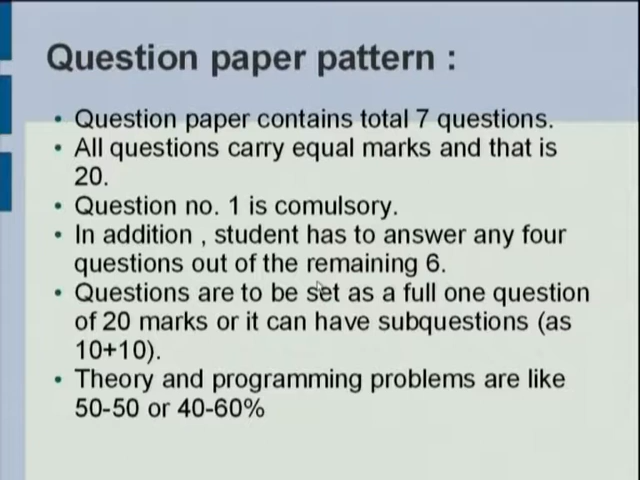 Question paper pattern :
• Question paper contains total 7 questions.
• All questions carry equal marks and that is
20.
• Question no. 1 is comulsory.
• In addition , student has to answer any four
questions out of the remaining 6.
• Questions are to be set as a full one question
of 20 marks or it can have subquestions (as
10+10).
• Theory and programming problems are like
50-50 or 40-60%